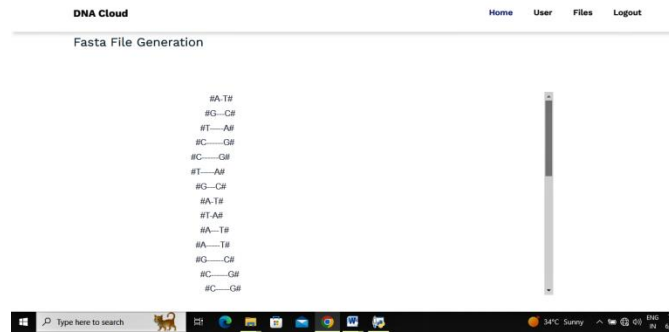 DNA Cloud
Home User Files Logout
Fasta File Generation
#A-T#
#G---C#
#T-----A#
#C------G#
#C------G#
#T-----A#
#G---C#
#A-T#
#T-A#
#A---T#
#A-----T#
#G------C#
#C------G#
#C-----G#
Type here to search
34°C Sunny
ENG
IN